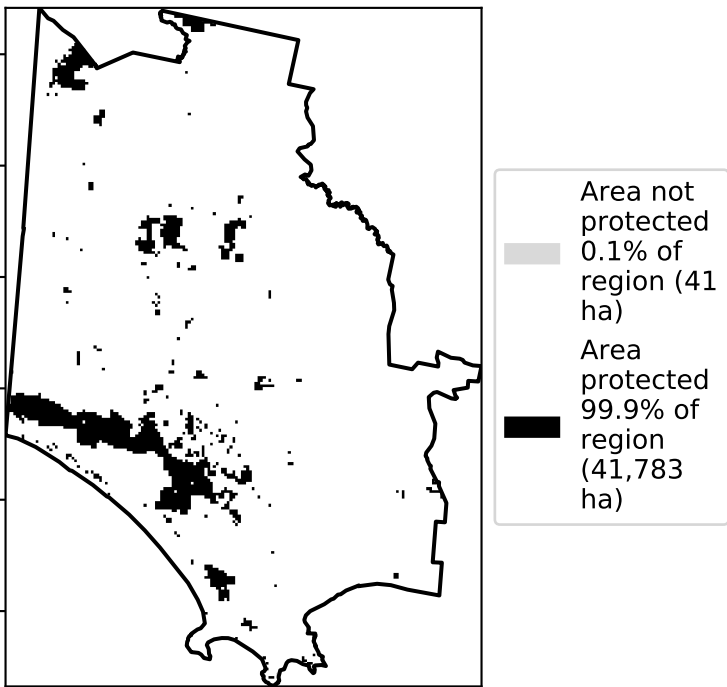 Area not
protected
0.1% of
region (41
ha)
Area
protected
99.9% of
region
(41,783
ha)